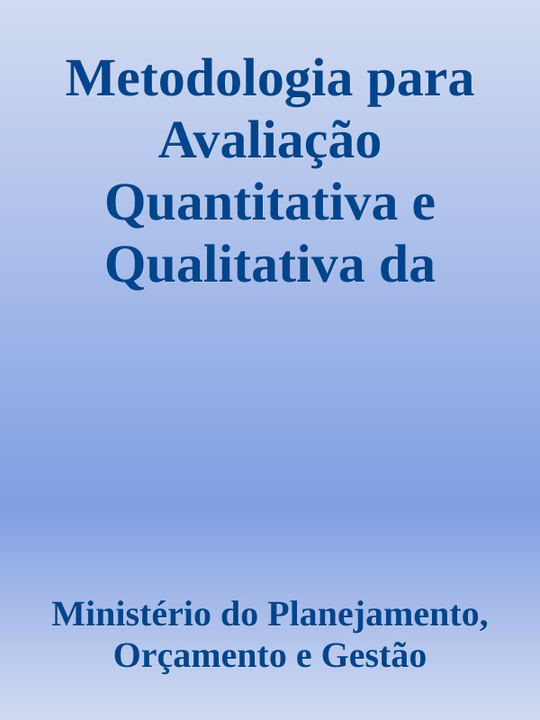 Metodologia para
Avaliação
Quantitativa e
Qualitativa da
Ministério do Planejamento,
Orçamento e Gestão